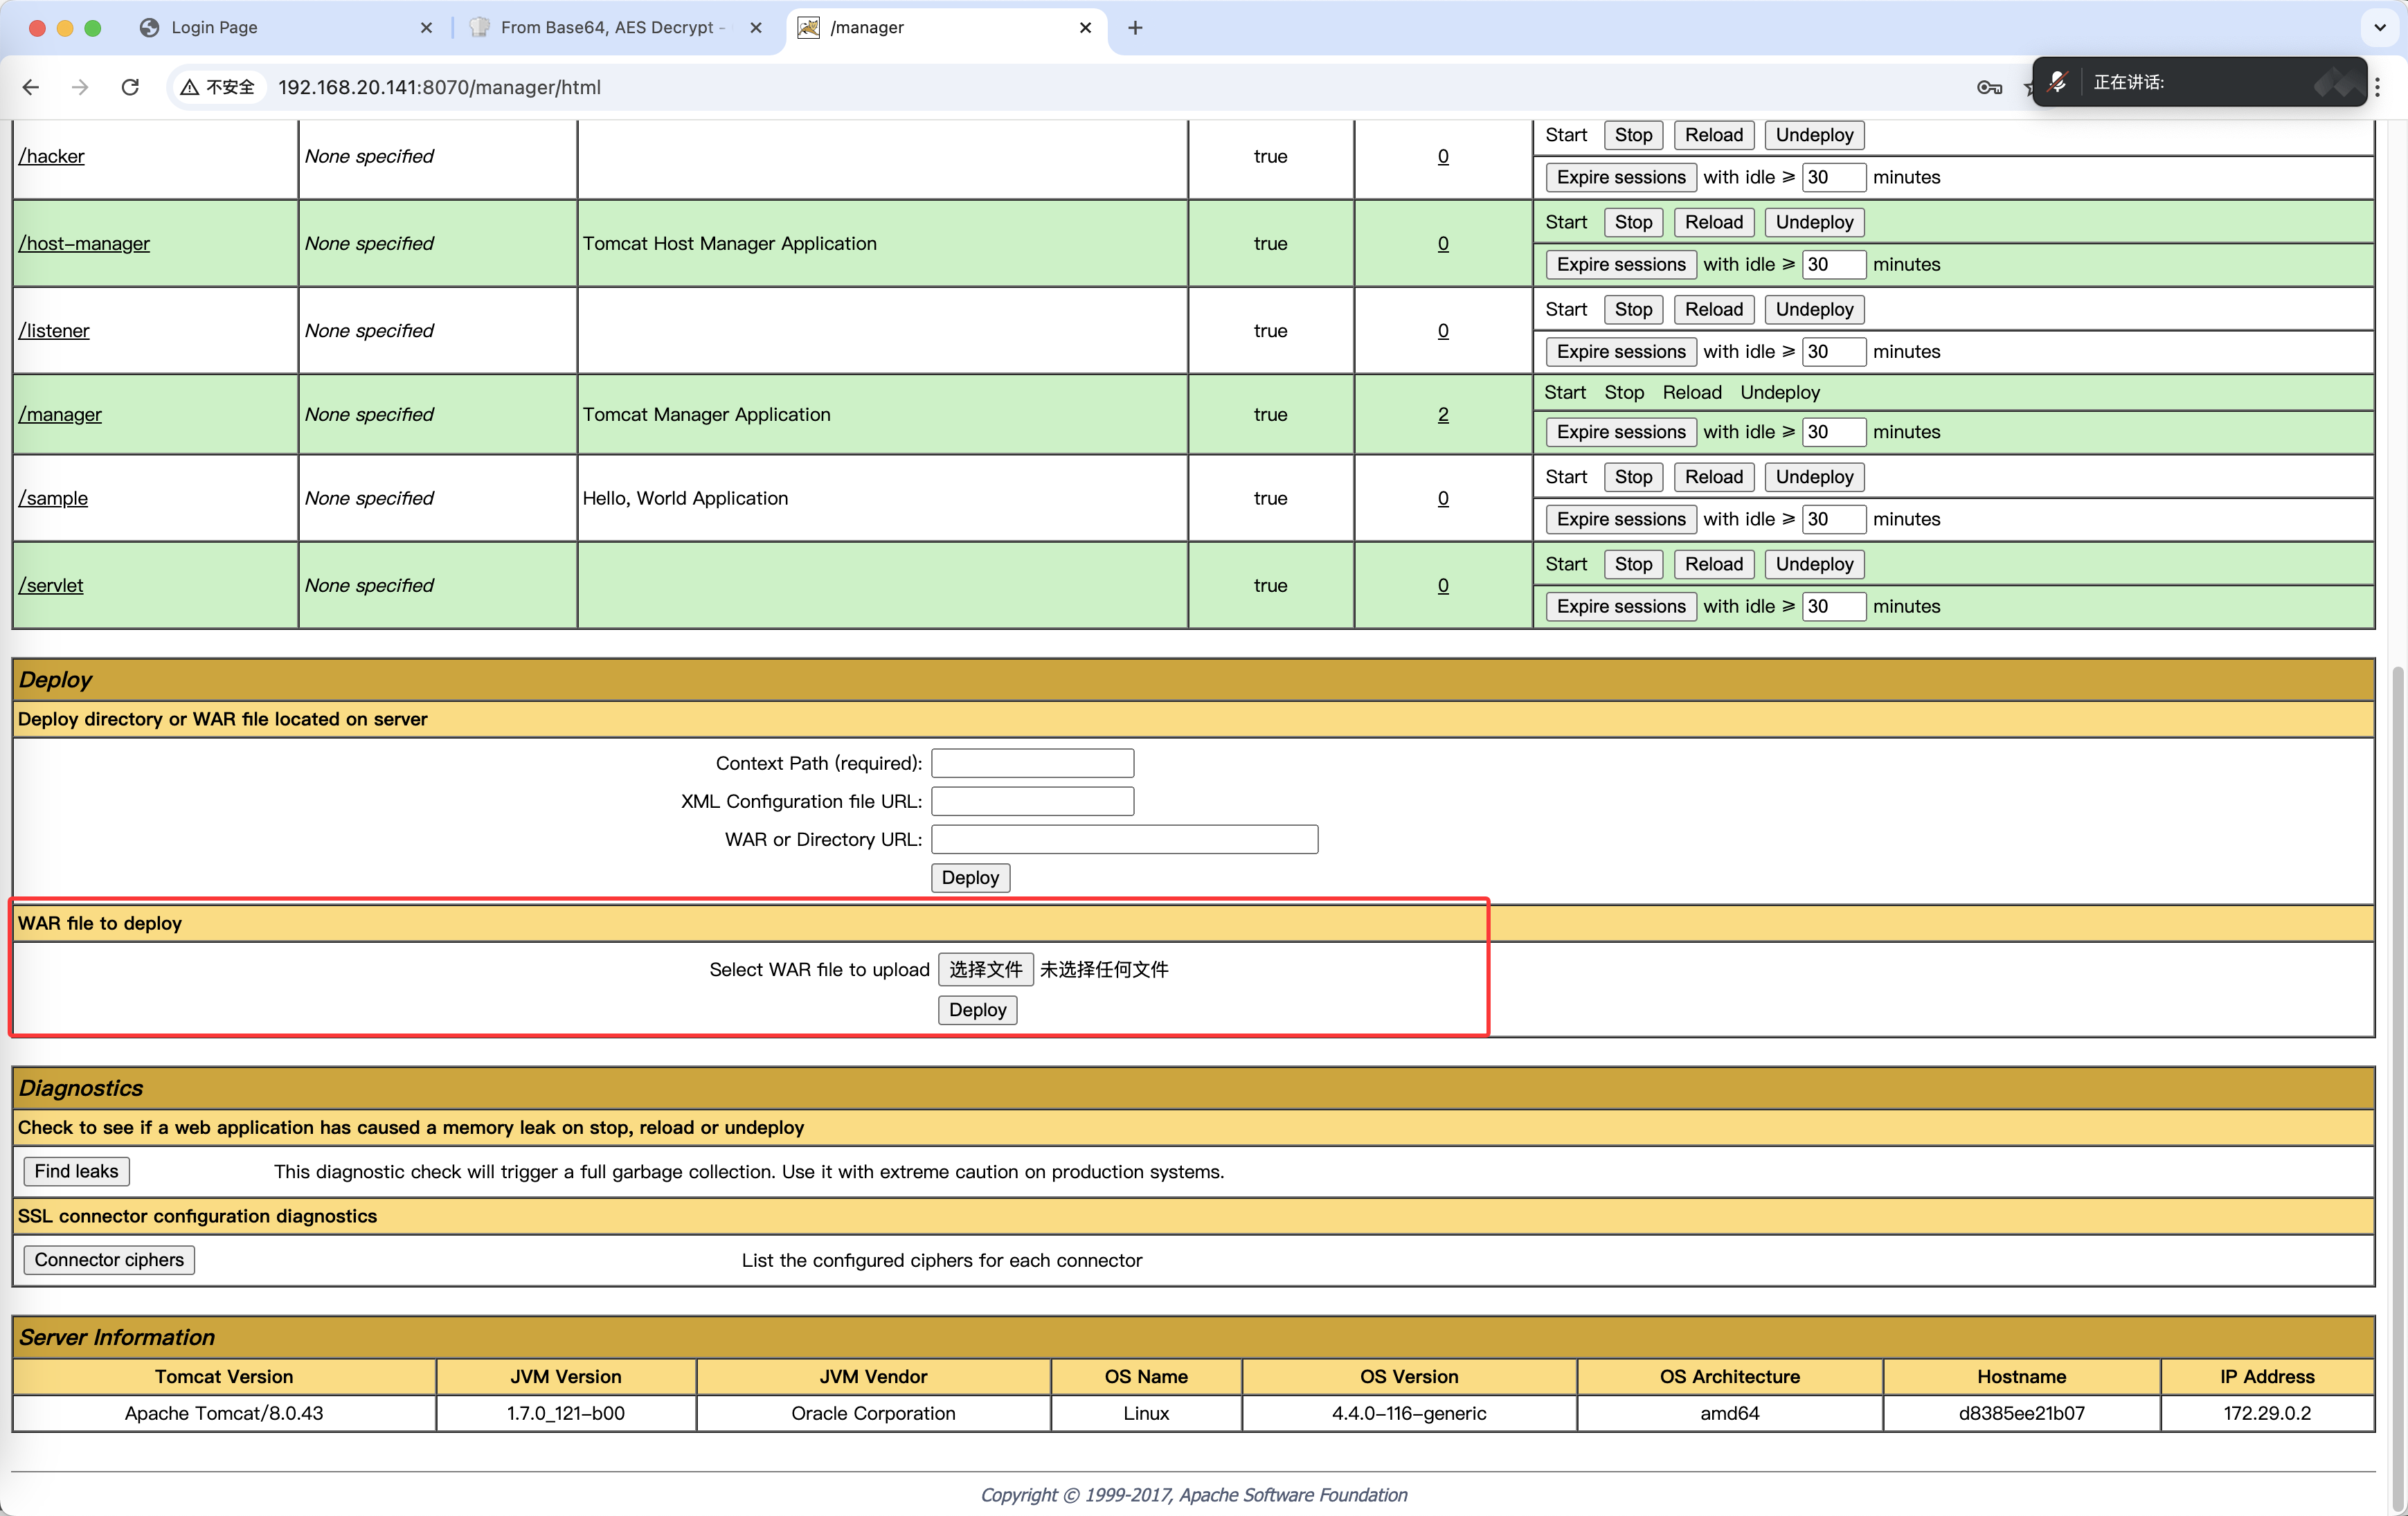 Login Page
From Base64, AES Decrypt -
/manager
不安全 192.168.20.141:8070/manager/html
正在讲话:
/hacker None specified true 0 Start Stop Reload Undeploy
Expire sessions with idle ≥ 30 minutes
/host-manager None specified Tomcat Host Manager Application true 0 Start Stop Reload Undeploy
Expire sessions with idle ≥ 30 minutes
/listener None specified true 0 Start Stop Reload Undeploy
Expire sessions with idle ≥ 30 minutes
/manager None specified Tomcat Manager Application true 2 Start Stop Reload Undeploy
Expire sessions with idle ≥ 30 minutes
/sample None specified Hello, World Application true 0 Start Stop Reload Undeploy
Expire sessions with idle ≥ 30 minutes
/servlet None specified true 0 Start Stop Reload Undeploy
Expire sessions with idle ≥ 30 minutes
Deploy
Deploy directory or WAR file located on server
Context Path (required):
XML Configuration file URL:
WAR or Directory URL:
Deploy
WAR file to deploy
Select WAR file to upload 选择文件 未选择任何文件
Deploy
Diagnostics
Check to see if a web application has caused a memory leak on stop, reload or undeploy
Find leaks This diagnostic check will trigger a full garbage collection. Use it with extreme caution on production systems.
SSL connector configuration diagnostics
Connector ciphers List the configured ciphers for each connector
Server Information
Tomcat Version JVM Version JVM Vendor OS Name OS Version OS Architecture Hostname IP Address
Apache Tomcat/8.0.43 1.7.0_121-b00 Oracle Corporation Linux 4.4.0-116-generic amd64 d8385ee21b07 172.29.0.2
Copyright © 1999-2017, Apache Software Foundation